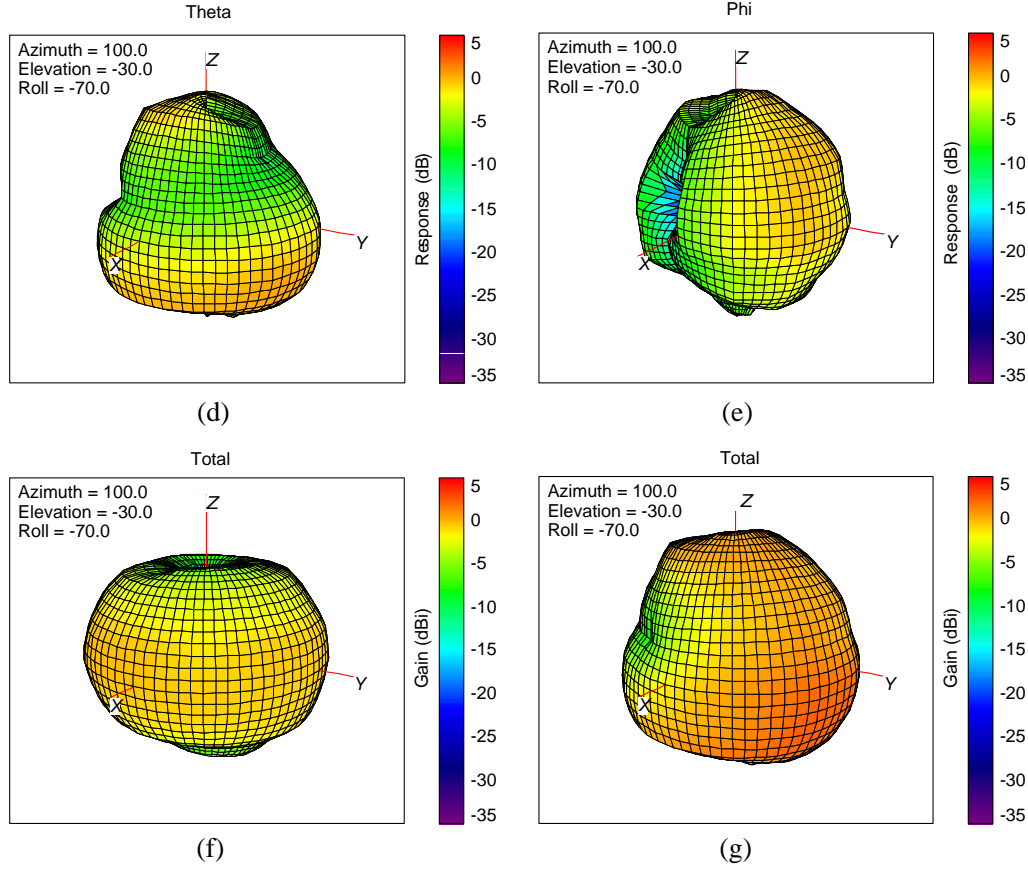 Theta
Azimuth = 100.0
Elevation = -30.0
Roll = -70.0
Z
Y
X
5
0
-5
-10
-15
-20
-25
-30
-35
Response (dB)
(d)
Phi
Azimuth = 100.0
Elevation = -30.0
Roll = -70.0
Z
Y
X
5
0
-5
-10
-15
-20
-25
-30
-35
Response (dB)
(e)
Total
Azimuth = 100.0
Elevation = -30.0
Roll = -70.0
Z
Y
X
5
0
-5
-10
-15
-20
-25
-30
-35
Gain (dBi)
(f)
Total
Azimuth = 100.0
Elevation = -30.0
Roll = -70.0
Z
Y
X
5
0
-5
-10
-15
-20
-25
-30
-35
Gain (dBi)
(g)